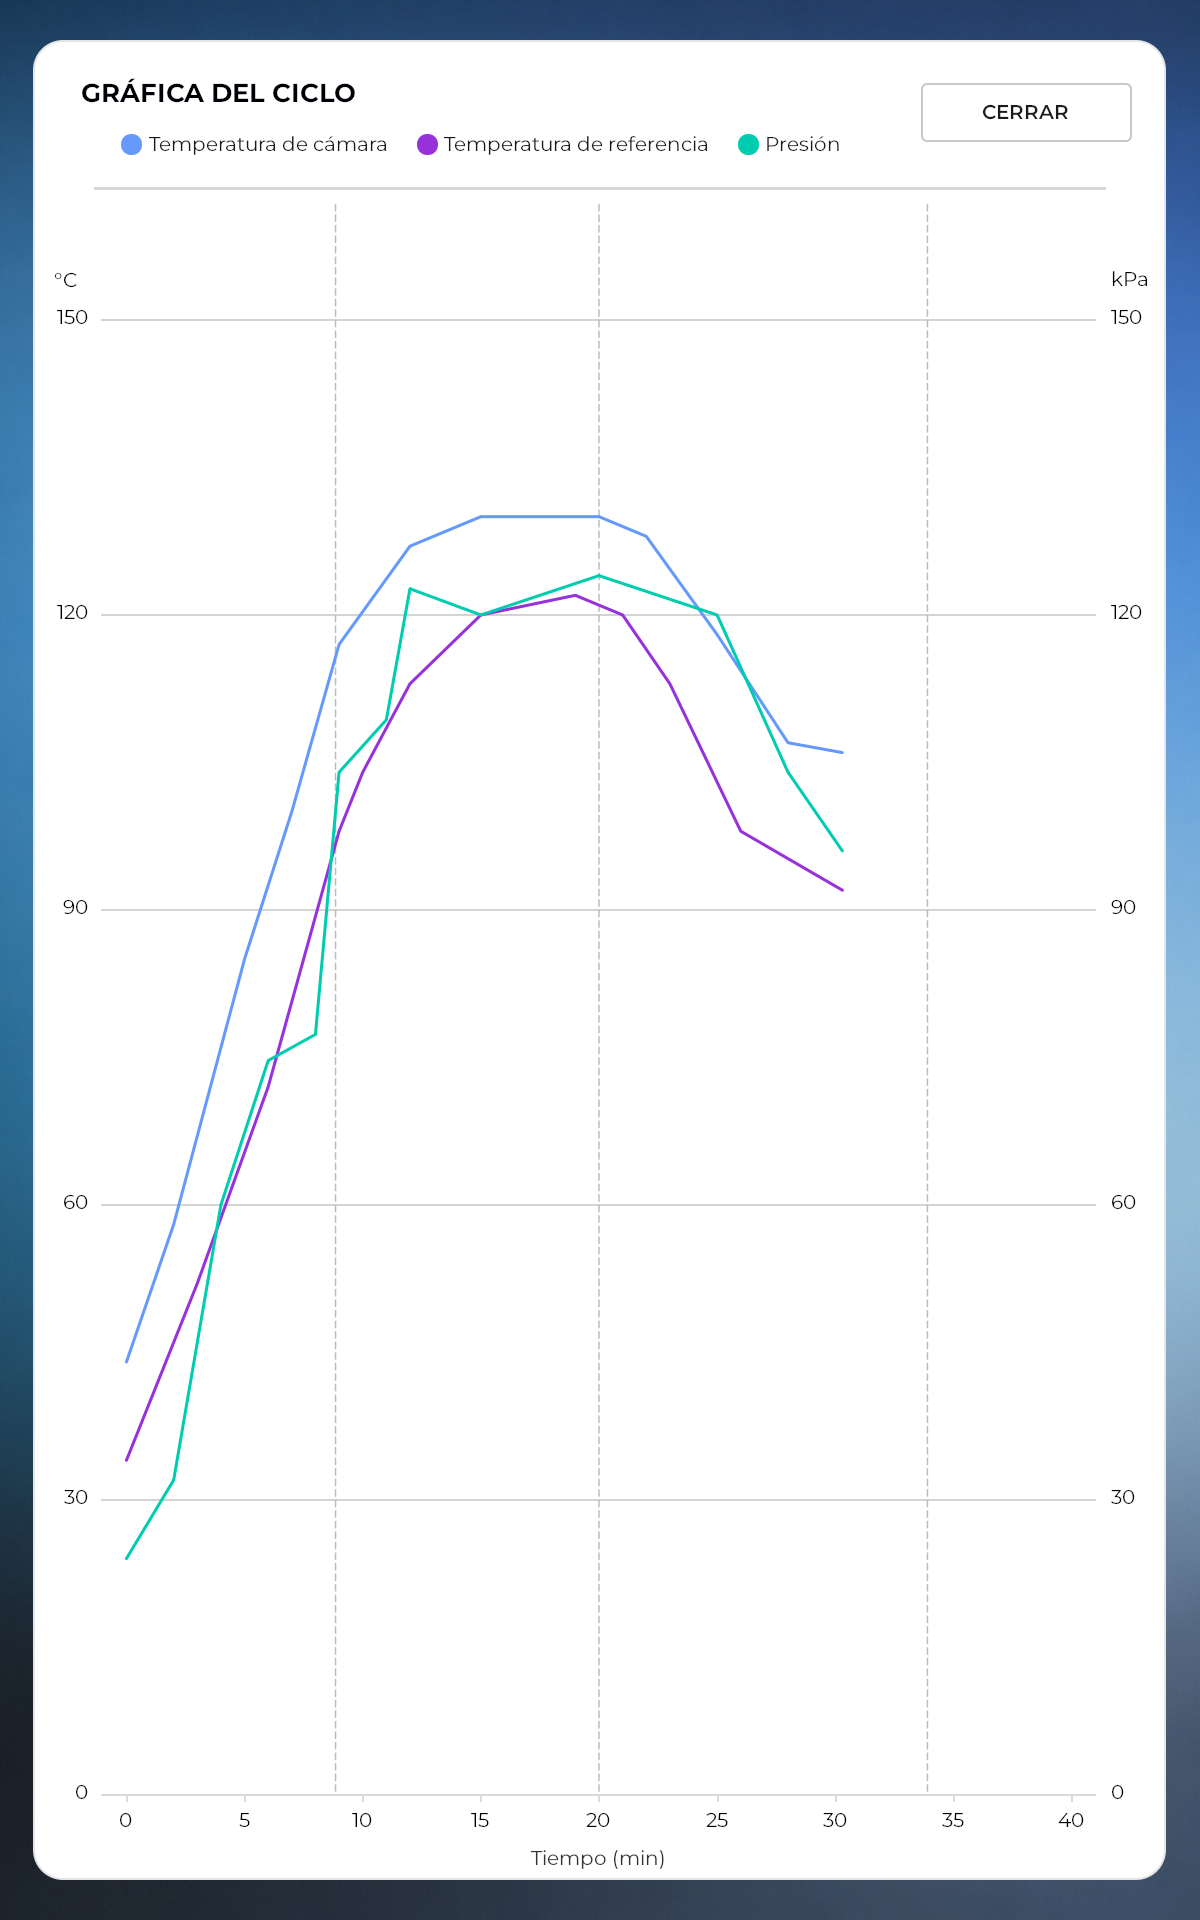 GRÁFICA DEL CICLO
CERRAR
Temperatura de cámara Temperatura de referencia Presión
°C kPa
150 150
120 120
90 90
60 60
30 30
0 0
0 5 10 15 20 25 30 35 40
Tiempo (min)